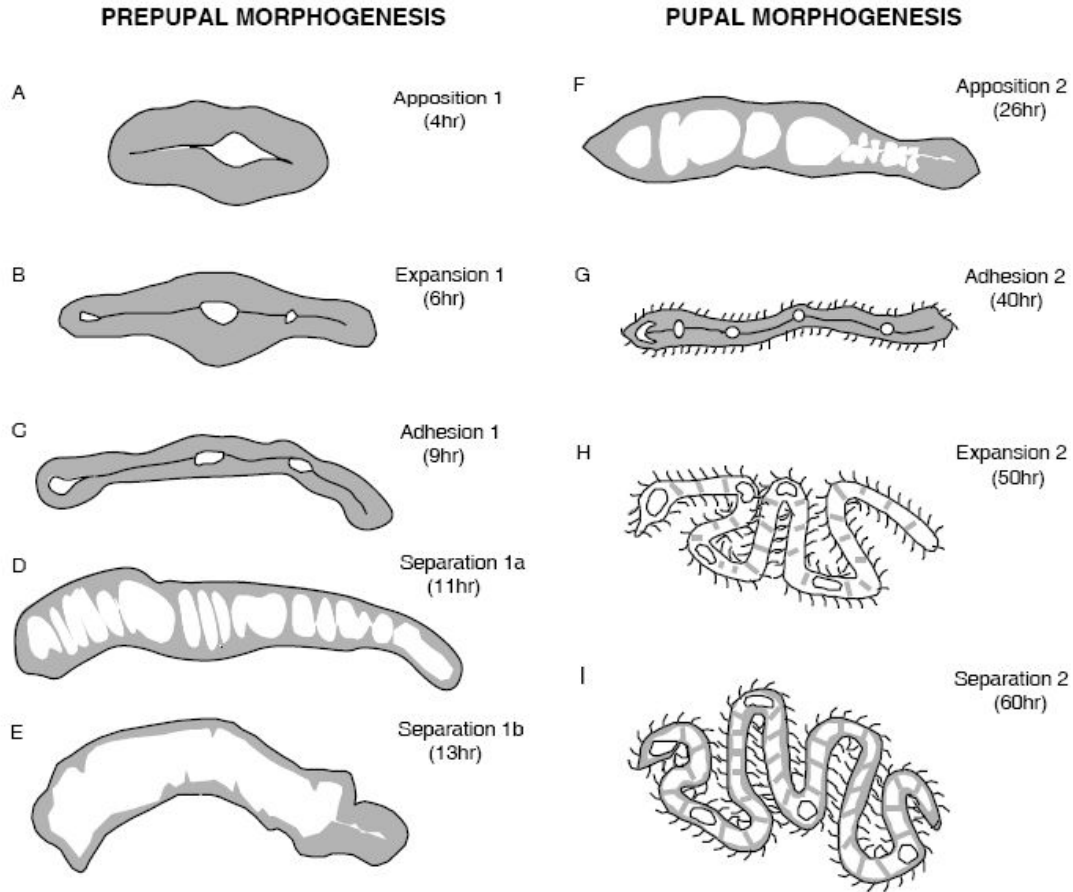 PREPUPAL MORPHOGENESIS
A
Apposition 1
(4hr)
B
Expansion 1
(6hr)
C
Adhesion 1
(9hr)
D
Separation 1a
(11hr)
E
Separation 1b
(13hr)
PUPAL MORPHOGENESIS
F
Apposition 2
(26hr)
G
Adhesion 2
(40hr)
H
Expansion 2
(50hr)
I
Separation 2
(60hr)